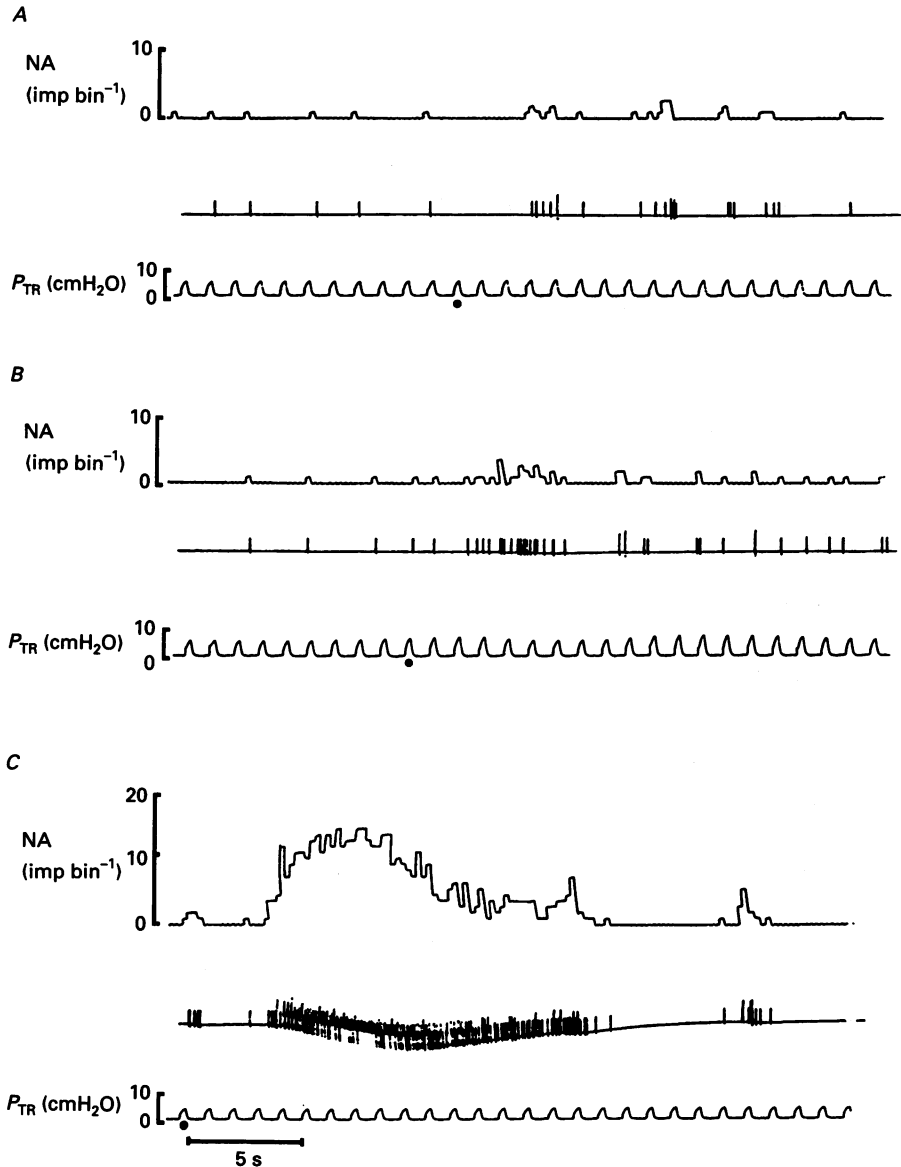 A
10
NA
(imp bin⁻¹)
0
10
P_TR (cmH₂O)
0
B
10
NA
(imp bin⁻¹)
0
10
P_TR (cmH₂O)
0
C
20
NA
10
(imp bin⁻¹)
0
10
P_TR (cmH₂O)
0
5 s